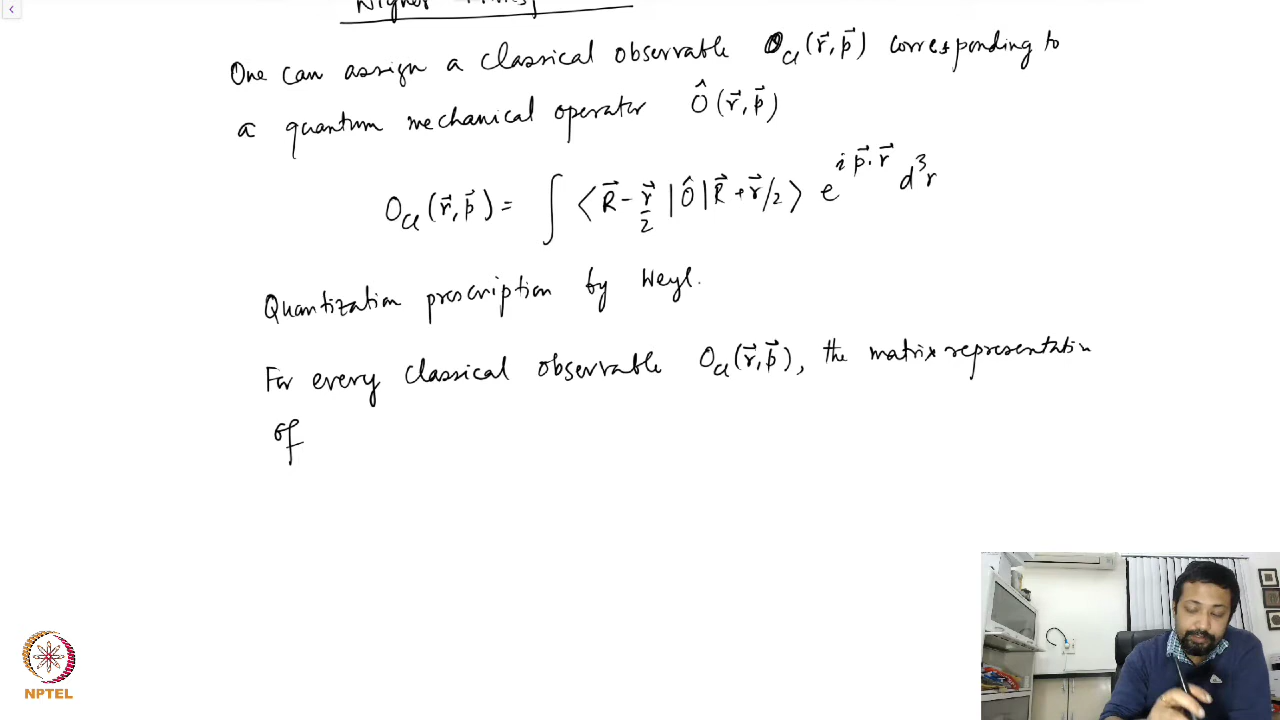 One can assign a classical observable O_cl(r⃗, p⃗) corresponding to
a quantum mechanical operator Ô(r⃗, p⃗)
O_cl(r⃗, p⃗) = ∫ ⟨R⃗ - r⃗/2 | Ô | R⃗ + r⃗/2⟩ e^{i p⃗·r⃗} d³r
Quantization prescription by Weyl.
For every classical observable O_cl(r⃗, p⃗), the matrix representation
of
NPTEL